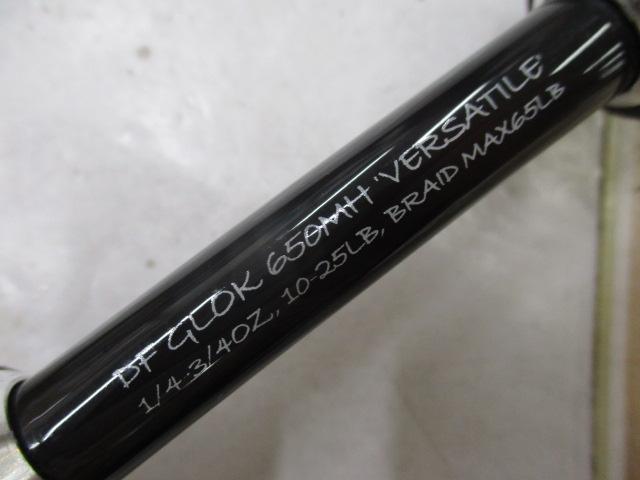 DF GLOK 650MH 'VERSATILE'
1/4-3/4OZ, 10-25LB, BRAID MAX65LB